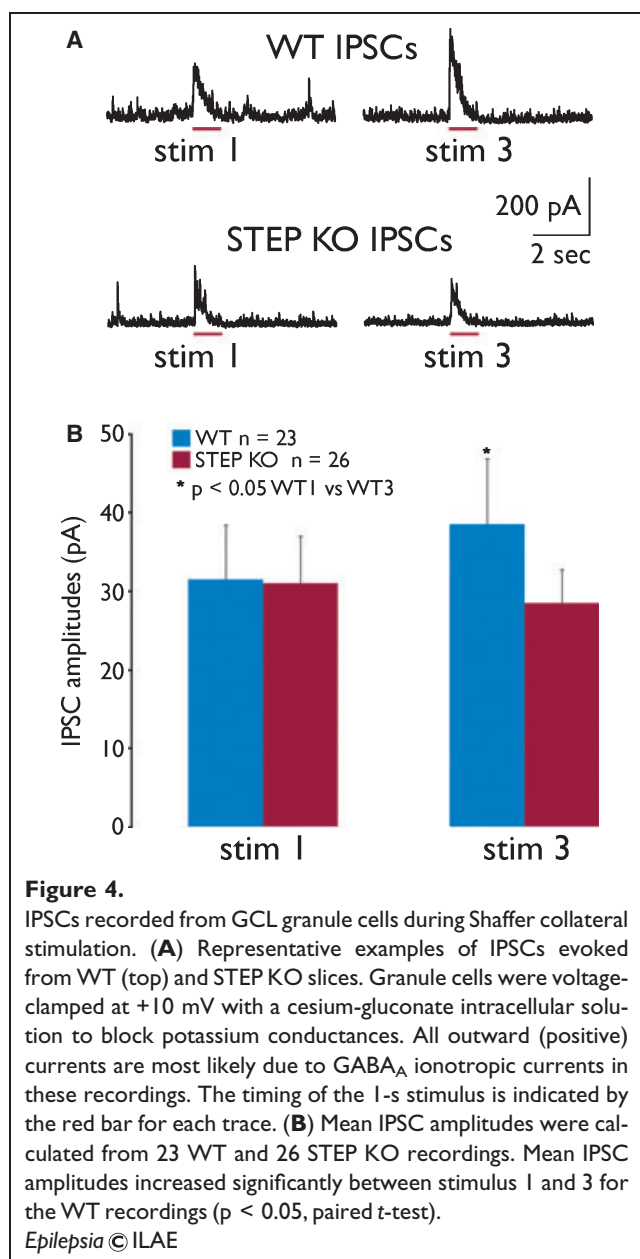 A
WT IPSCs
stim 1
stim 3
200 pA
2 sec
STEP KO IPSCs
stim 1
stim 3
B
50
40
30
20
10
0
IPSC amplitudes (pA)
WT n = 23
STEP KO n = 26
* p < 0.05 WT1 vs WT3
*
stim 1
stim 3
Figure 4.
IPSCs recorded from GCL granule cells during Shaffer collateral
stimulation. (A) Representative examples of IPSCs evoked
from WT (top) and STEP KO slices. Granule cells were voltage-
clamped at +10 mV with a cesium-gluconate intracellular solu-
tion to block potassium conductances. All outward (positive)
currents are most likely due to GABAA ionotropic currents in
these recordings. The timing of the 1-s stimulus is indicated by
the red bar for each trace. (B) Mean IPSC amplitudes were cal-
culated from 23 WT and 26 STEP KO recordings. Mean IPSC
amplitudes increased significantly between stimulus 1 and 3 for
the WT recordings (p < 0.05, paired t-test).
Epilepsia © ILAE